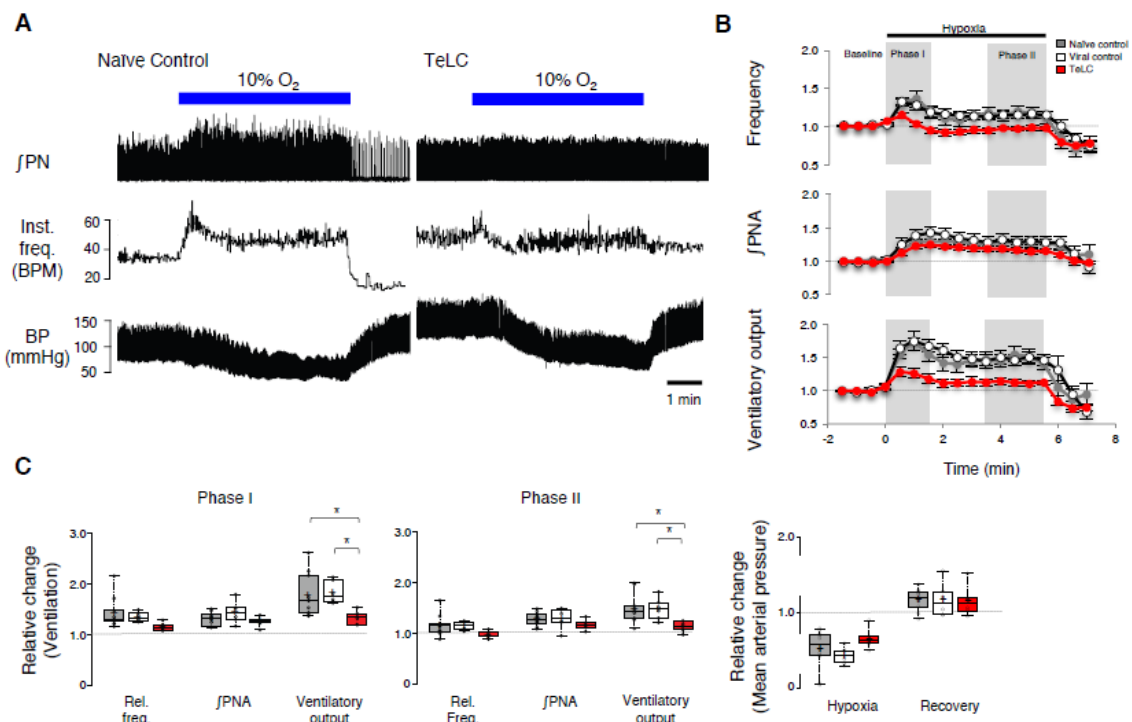 A
Naïve Control
TeLC
10% O₂
10% O₂
∫PN
Inst.
freq.
(BPM)
60
40
20
BP
(mmHg)
150
100
50
1 min
B
Hypoxia
Baseline
Phase I
Phase II
Naïve control
Viral control
TeLC
Frequency
2.0
1.5
1.0
0.5
∫PNA
2.0
1.5
1.0
0.5
Ventilatory output
2.0
1.5
1.0
0.5
0
-2
0
2
4
6
8
Time (min)
C
Phase I
Phase II
Relative change
(Ventilation)
3.0
2.0
1.0
0
* 
*
Rel.
freq.
∫PNA
Ventilatory
output
3.0
2.0
1.0
0
*
*
Rel.
Freq.
∫PNA
Ventilatory
output
Relative change
(Mean arterial pressure)
2.0
1.0
0
Hypoxia
Recovery